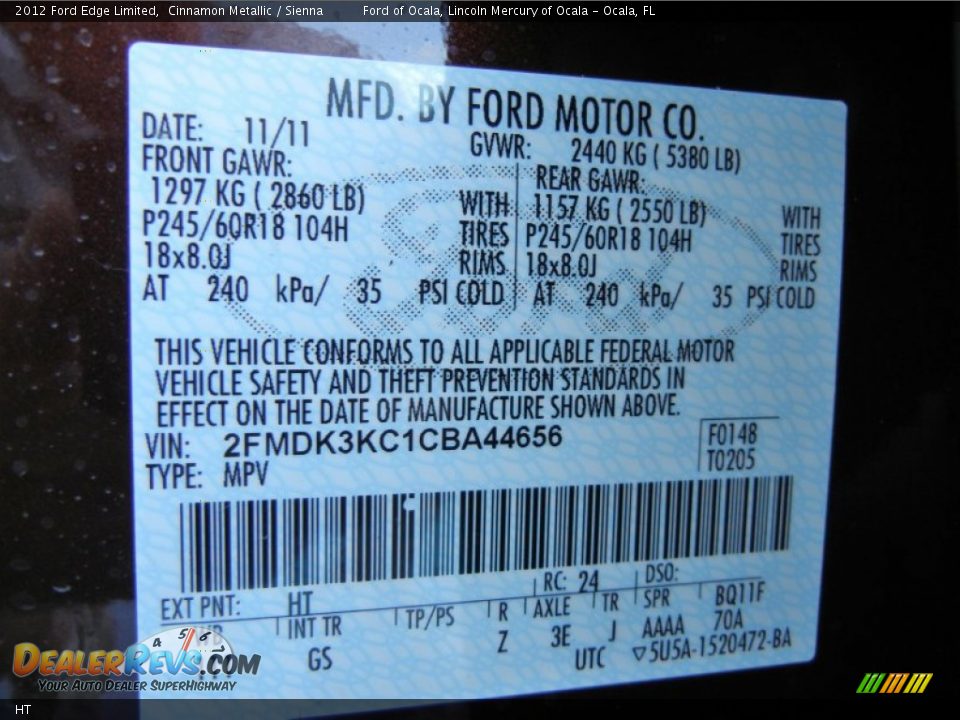 2012 Ford Edge Limited, Cinnamon Metallic / Sienna Ford of Ocala, Lincoln Mercury of Ocala - Ocala, FL
MFD. BY FORD MOTOR CO.
DATE: 11/11 GVWR: 2440 KG ( 5380 LB)
FRONT GAWR: REAR GAWR:
1297 KG ( 2860 LB) WITH 1157 KG ( 2550 LB) WITH
P245/60R18 104H TIRES P245/60R18 104H TIRES
18x8.0J RIMS 18x8.0J RIMS
AT 240 kPa/ 35 PSI COLD AT 240 kPa/ 35 PSI COLD
THIS VEHICLE CONFORMS TO ALL APPLICABLE FEDERAL MOTOR
VEHICLE SAFETY AND THEFT PREVENTION STANDARDS IN
EFFECT ON THE DATE OF MANUFACTURE SHOWN ABOVE.
VIN: 2FMDK3KC1CBA44656 F0148
TYPE: MPV T0205
EXT PNT: HT RC: 24 DSO:
WB INT TR TP/PS R AXLE TR SPR BQ11F
GS Z 3E J AAAA 70A
UTC ▽5U5A-1520472-BA
4 5 6
DEALERREVS.COM
YOUR AUTO DEALER SUPERHIGHWAY
HT